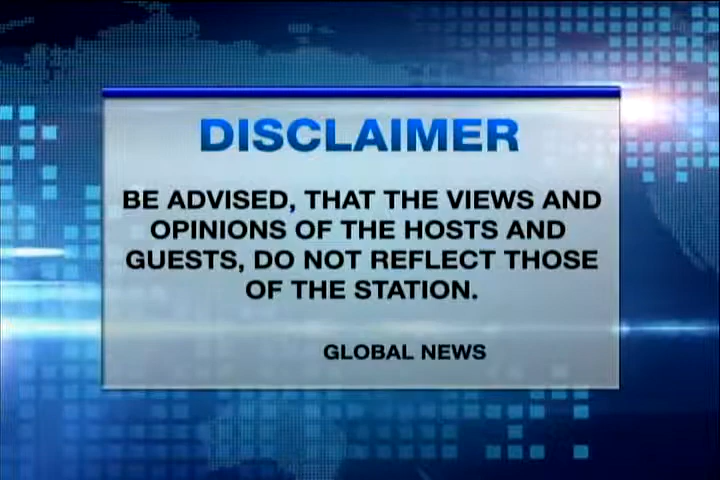 DISCLAIMER
BE ADVISED, THAT THE VIEWS AND
OPINIONS OF THE HOSTS AND
GUESTS, DO NOT REFLECT THOSE
OF THE STATION.
GLOBAL NEWS